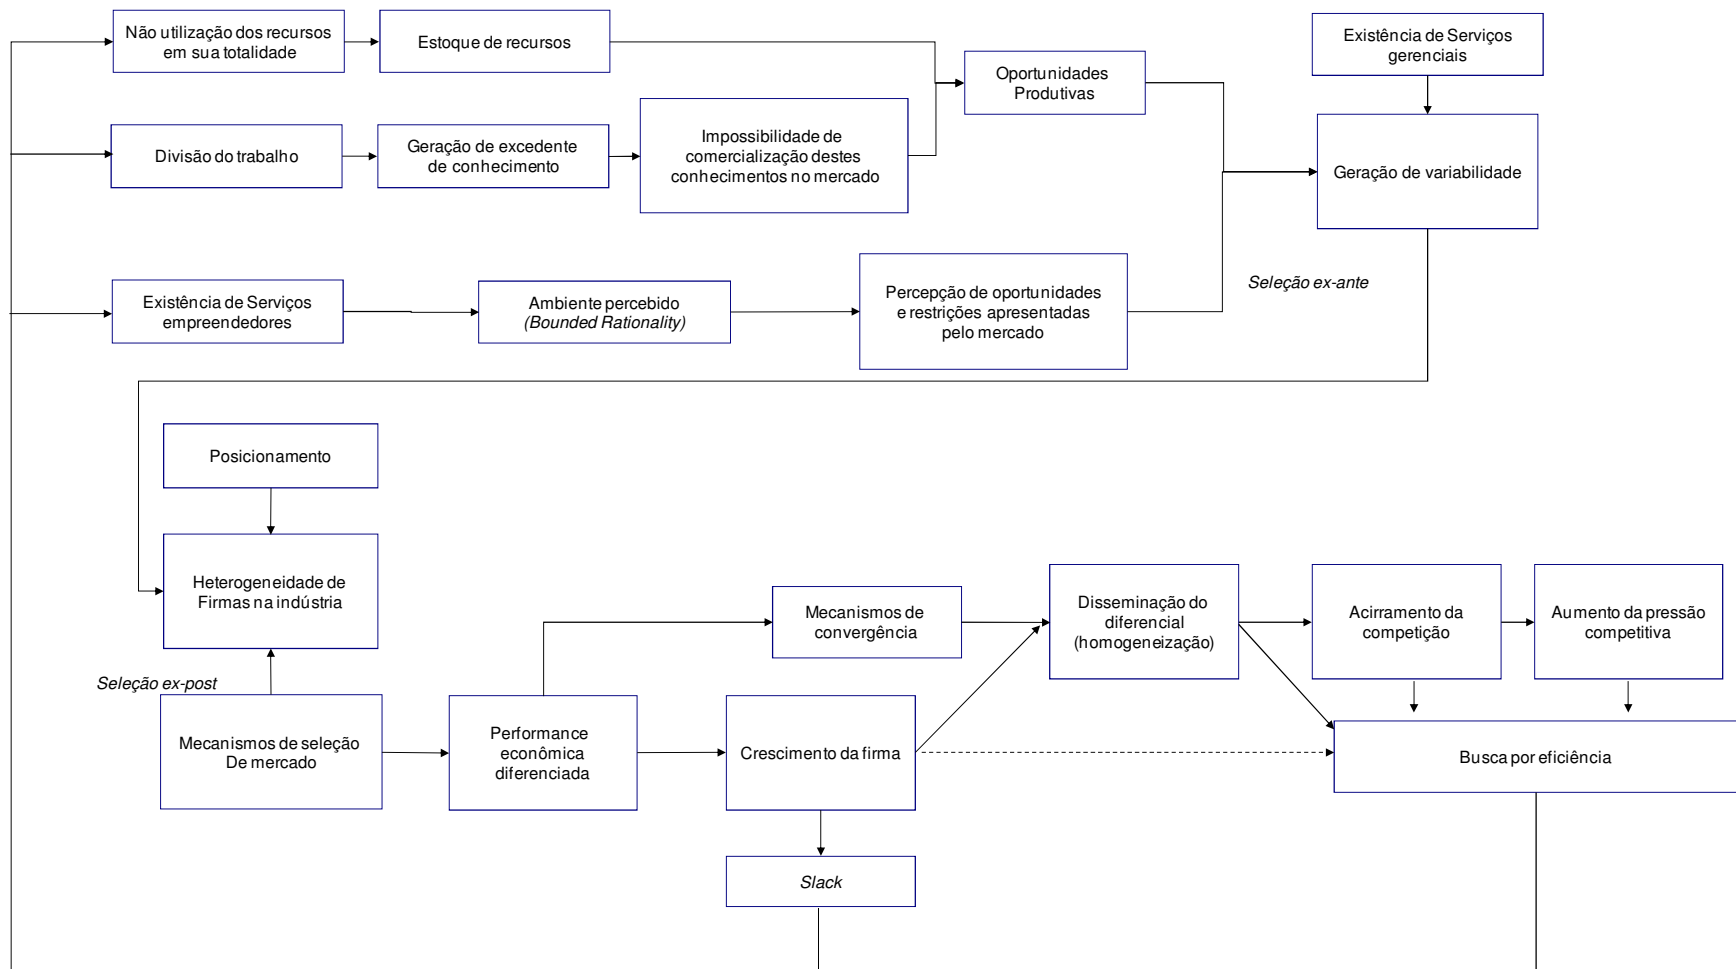 Não utilização dos recursos
em sua totalidade
Estoque de recursos
Oportunidades
Produtivas
Existência de Serviços
gerenciais
Divisão do trabalho
Geração de excedente
de conhecimento
Impossibilidade de
comercialização destes
conhecimentos no mercado
Geração de variabilidade
Existência de Serviços
empreendedores
Ambiente percebido
(Bounded Rationality)
Percepção de oportunidades
e restrições apresentadas
pelo mercado
Seleção ex-ante
Posicionamento
Heterogeneidade de
Firmas na indústria
Mecanismos de
convergência
Disseminação do
diferencial
(homogeneização)
Acirramento da
competição
Aumento da pressão
competitiva
Seleção ex-post
Mecanismos de seleção
De mercado
Performance
econômica
diferenciada
Crescimento da firma
Busca por eficiência
Slack